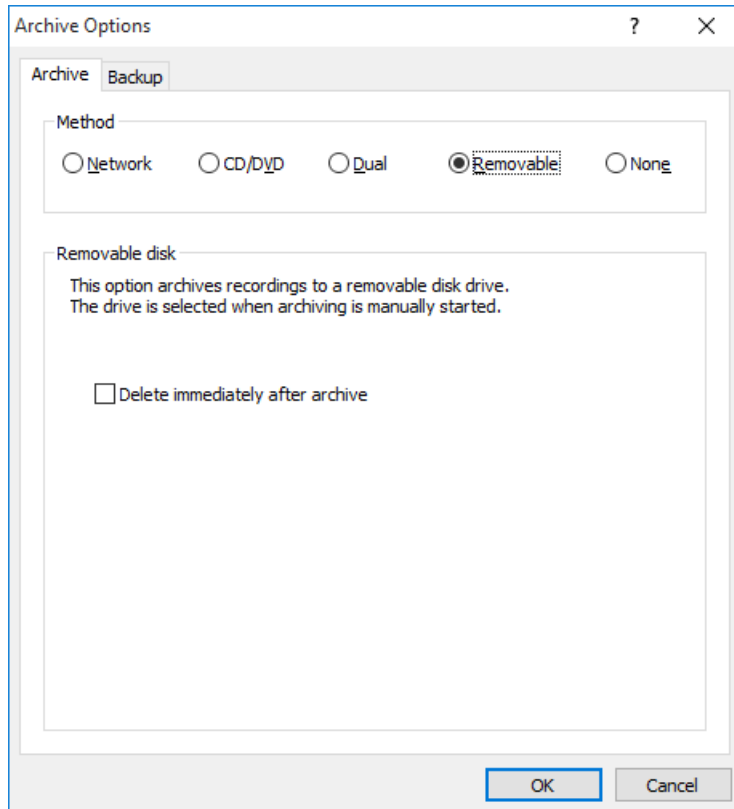 Archive Options ?
Archive Backup
Method
Network CD/DVD Dual Removable None
Removable disk
This option archives recordings to a removable disk drive.
The drive is selected when archiving is manually started.
Delete immediately after archive
OK Cancel